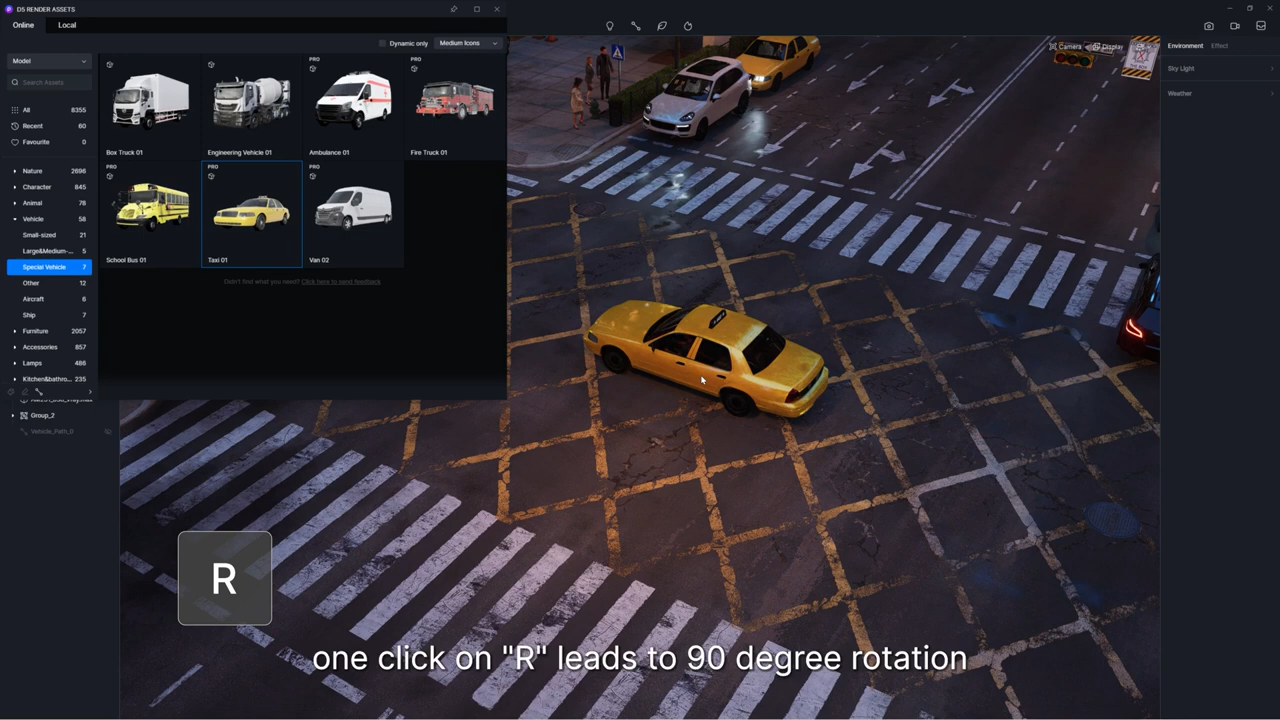 D5 RENDER ASSETS
Online
Local
Dynamic only
Medium Icons
Model
Search Assets
All 8355
Recent 60
Favourite 0
Nature 2696
Character 845
Animal 78
Vehicle 58
Small-sized 21
Large&Medium-... 5
Special Vehicle 7
Other 12
Aircraft 6
Ship 7
Furniture 2057
Accessories 857
Lamps 486
Kitchen&bathro... 235
Group_2
Vehicle_Path_0
Box Truck 01
Engineering Vehicle 01
PRO
Ambulance 01
PRO
Fire Truck 01
PRO
School Bus 01
PRO
Taxi 01
PRO
Van 02
Didn't find what you need? Click here to send feedback
Camera
Display
Environment
Effect
Sky Light
Weather
R
one click on "R" leads to 90 degree rotation